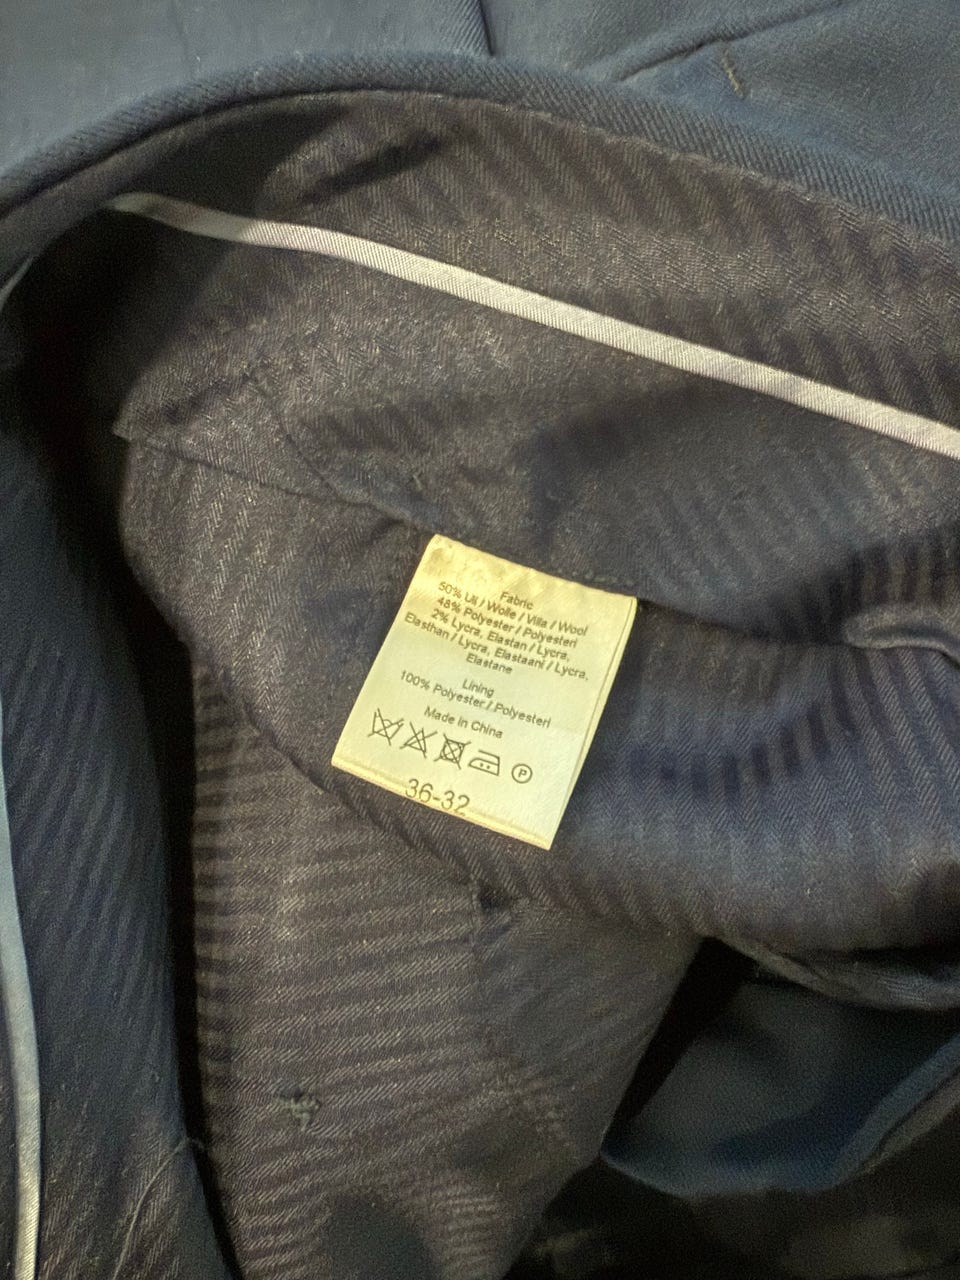 Fabric
50% Ull / Wolle / Villa / Wool
48% Polyester / Polyesteri
2% Lycra, Elastan / Lycra,
Elasthan / Lycra, Elastaani / Lycra,
Elastane
Lining
100% Polyester / Polyesteri
Made in China
P
36-32